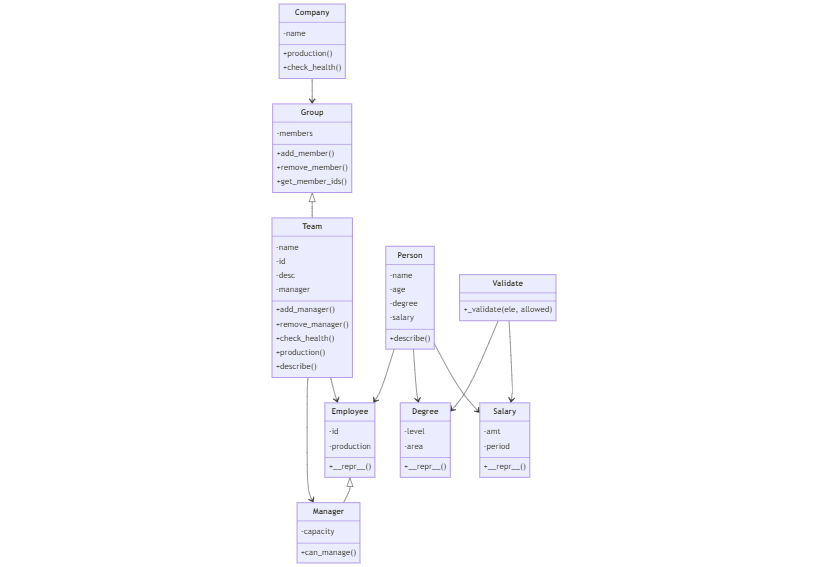 Company
-name
+production()
+check_health()
Group
-members
+add_member()
+remove_member()
+get_member_ids()
Team
-name
-id
-desc
-manager
+add_manager()
+remove_manager()
+check_health()
+production()
+describe()
Person
-name
-age
-degree
-salary
+describe()
Validate
+_validate(ele, allowed)
Employee
-id
-production
+__repr__()
Degree
-level
-area
+__repr__()
Salary
-amt
-period
+__repr__()
Manager
-capacity
+can_manage()